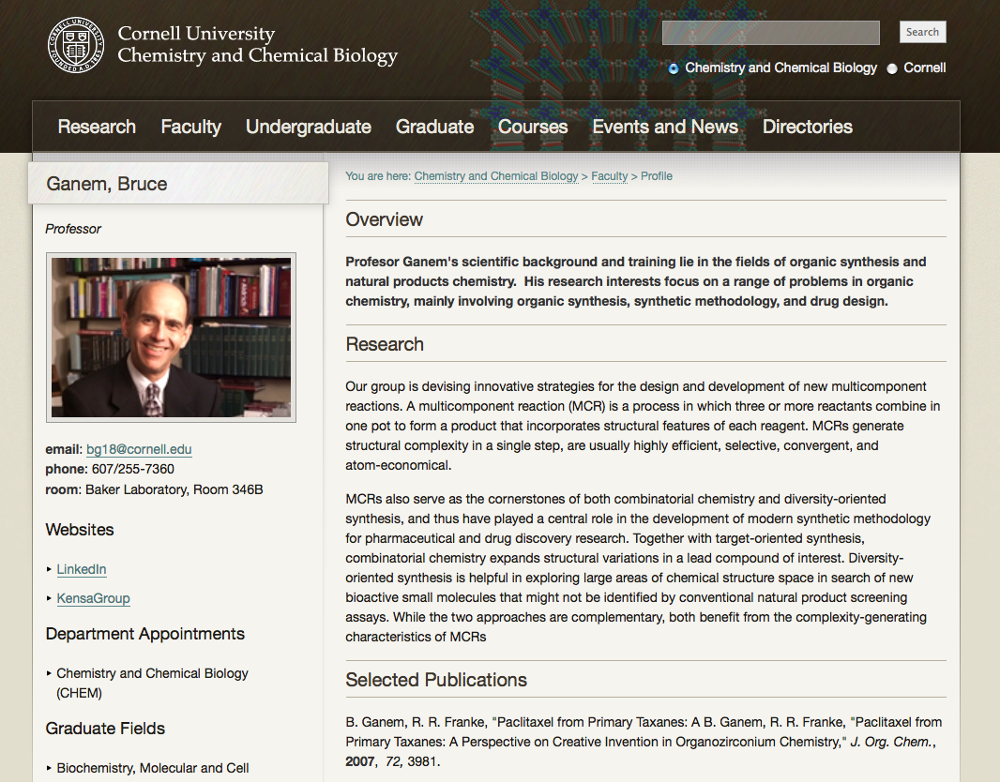 Cornell University
Chemistry and Chemical Biology
Search
Chemistry and Chemical Biology Cornell
Research Faculty Undergraduate Graduate Courses Events and News Directories
Ganem, Bruce
Professor
email: bg18@cornell.edu
phone: 607/255-7360
room: Baker Laboratory, Room 346B
Websites
LinkedIn
KensaGroup
Department Appointments
Chemistry and Chemical Biology
(CHEM)
Graduate Fields
Biochemistry, Molecular and Cell
You are here: Chemistry and Chemical Biology > Faculty > Profile
Overview
Profesor Ganem's scientific background and training lie in the fields of organic synthesis and
natural products chemistry. His research interests focus on a range of problems in organic
chemistry, mainly involving organic synthesis, synthetic methodology, and drug design.
Research
Our group is devising innovative strategies for the design and development of new multicomponent
reactions. A multicomponent reaction (MCR) is a process in which three or more reactants combine in
one pot to form a product that incorporates structural features of each reagent. MCRs generate
structural complexity in a single step, are usually highly efficient, selective, convergent, and
atom-economical.
MCRs also serve as the cornerstones of both combinatorial chemistry and diversity-oriented
synthesis, and thus have played a central role in the development of modern synthetic methodology
for pharmaceutical and drug discovery research. Together with target-oriented synthesis,
combinatorial chemistry expands structural variations in a lead compound of interest. Diversity-
oriented synthesis is helpful in exploring large areas of chemical structure space in search of new
bioactive small molecules that might not be identified by conventional natural product screening
assays. While the two approaches are complementary, both benefit from the complexity-generating
characteristics of MCRs
Selected Publications
B. Ganem, R. R. Franke, "Paclitaxel from Primary Taxanes: A B. Ganem, R. R. Franke, "Paclitaxel from
Primary Taxanes: A Perspective on Creative Invention in Organozirconium Chemistry," J. Org. Chem.,
2007, 72, 3981.